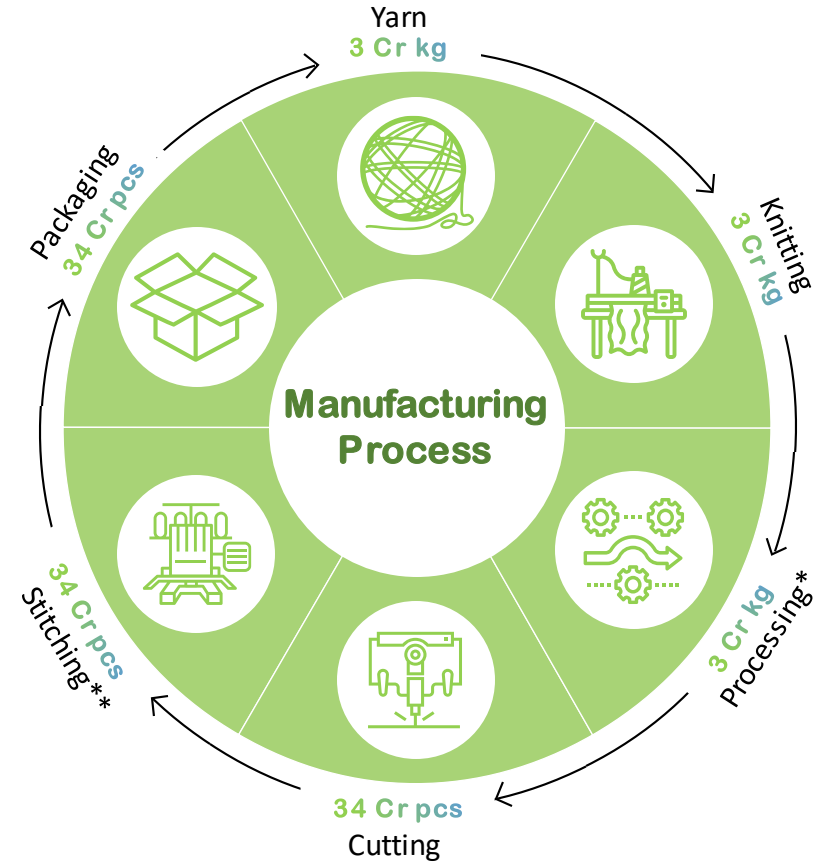 Yarn
3 Cr kg
Knitting
3 Cr kg
3 Cr kg
Processing*
34 Cr pcs
Cutting
34 Cr pcs
Stitching**
Packaging
34 Cr pcs
Manufacturing
Process